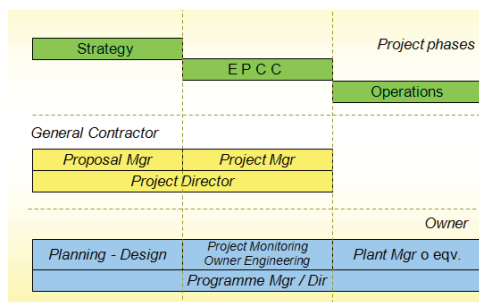 Strategy
Project phases
E P C C
Operations
General Contractor
Proposal Mgr
Project Mgr
Project Director
Owner
Planning - Design
Project Monitoring
Owner Engineering
Plant Mgr o eqv.
Programme Mgr / Dir